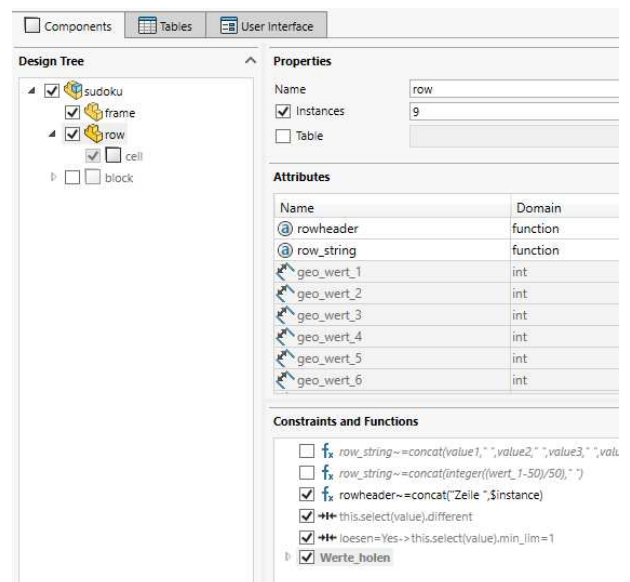 Components Tables User Interface
Design Tree
sudoku
frame
row
cell
block
Properties
Name row
Instances 9
Table
Attributes
Name Domain
rowheader function
row_string function
geo_wert_1 int
geo_wert_2 int
geo_wert_3 int
geo_wert_4 int
geo_wert_5 int
geo_wert_6 int
Constraints and Functions
row_string~=concat(value1," ",value2," ",value3," ",valu
row_string~=concat(integer((wert_1-50)/50)," ")
rowheader~=concat("Zeile ",$instance)
this.select(value).different
loesen=Yes->this.select(value).min_lim=1
Werte_holen